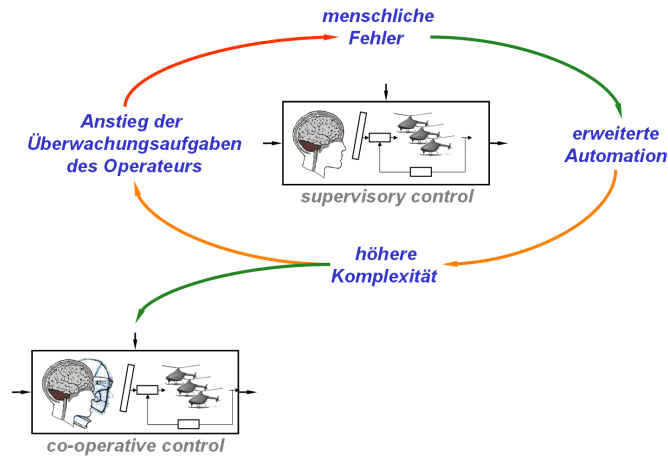 menschliche
Fehler
Anstieg der
Überwachungsaufgaben
des Operateurs
erweiterte
Automation
supervisory control
höhere
Komplexität
co-operative control